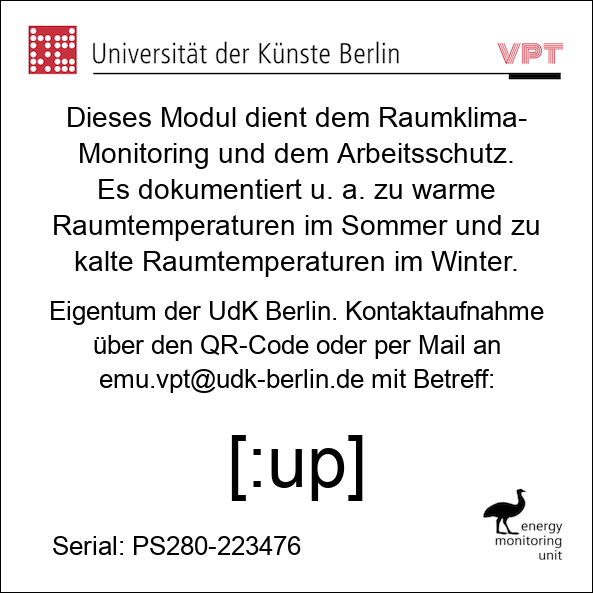 Universität der Künste Berlin
VPT
Dieses Modul dient dem Raumklima-
Monitoring und dem Arbeitsschutz.
Es dokumentiert u. a. zu warme
Raumtemperaturen im Sommer und zu
kalte Raumtemperaturen im Winter.
Eigentum der UdK Berlin. Kontaktaufnahme
über den QR-Code oder per Mail an
emu.vpt@udk-berlin.de mit Betreff:
[:up]
Serial: PS280-223476
energy
monitoring
unit